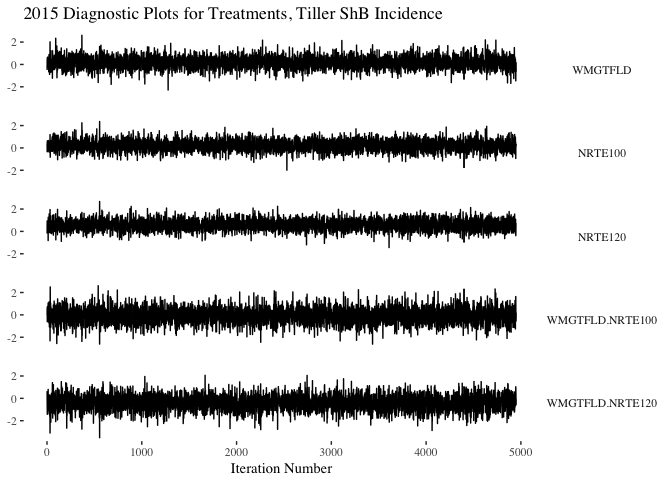 2015 Diagnostic Plots for Treatments, Tiller ShB Incidence
2
0
-2
WMGTFLD
2
0
-2
NRTE100
2
0
-2
NRTE120
2
0
-2
WMGTFLD.NRTE100
2
0
-2
WMGTFLD.NRTE120
0 1000 2000 3000 4000 5000
Iteration Number